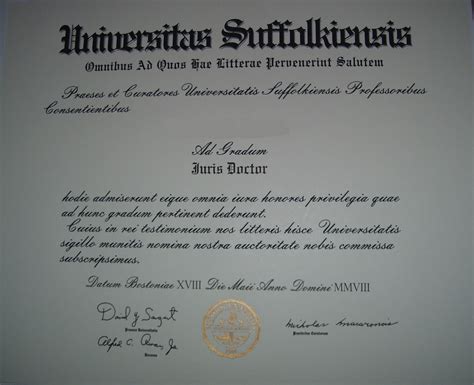 Universitas Suffolkiensis
Omnibus Ad Quos Hae Litterae Pervenerint Salutem
Praeses et Curatores Universitatis Suffolkiensis Professoribus
Consentientibus
Ad Gradum
Iuris Doctor
hodie admiserunt eique omnia iura honores privilegia quae
ad hunc gradum pertinent dederunt.
Cuius in rei testimonium nos litteris hisce Universitatis
sigillo munitis nomina nostra auctoritate nobis commissa
subscripsimus.
Datum Bostoniae XVIII Die Maii Anno Domini MMVIII